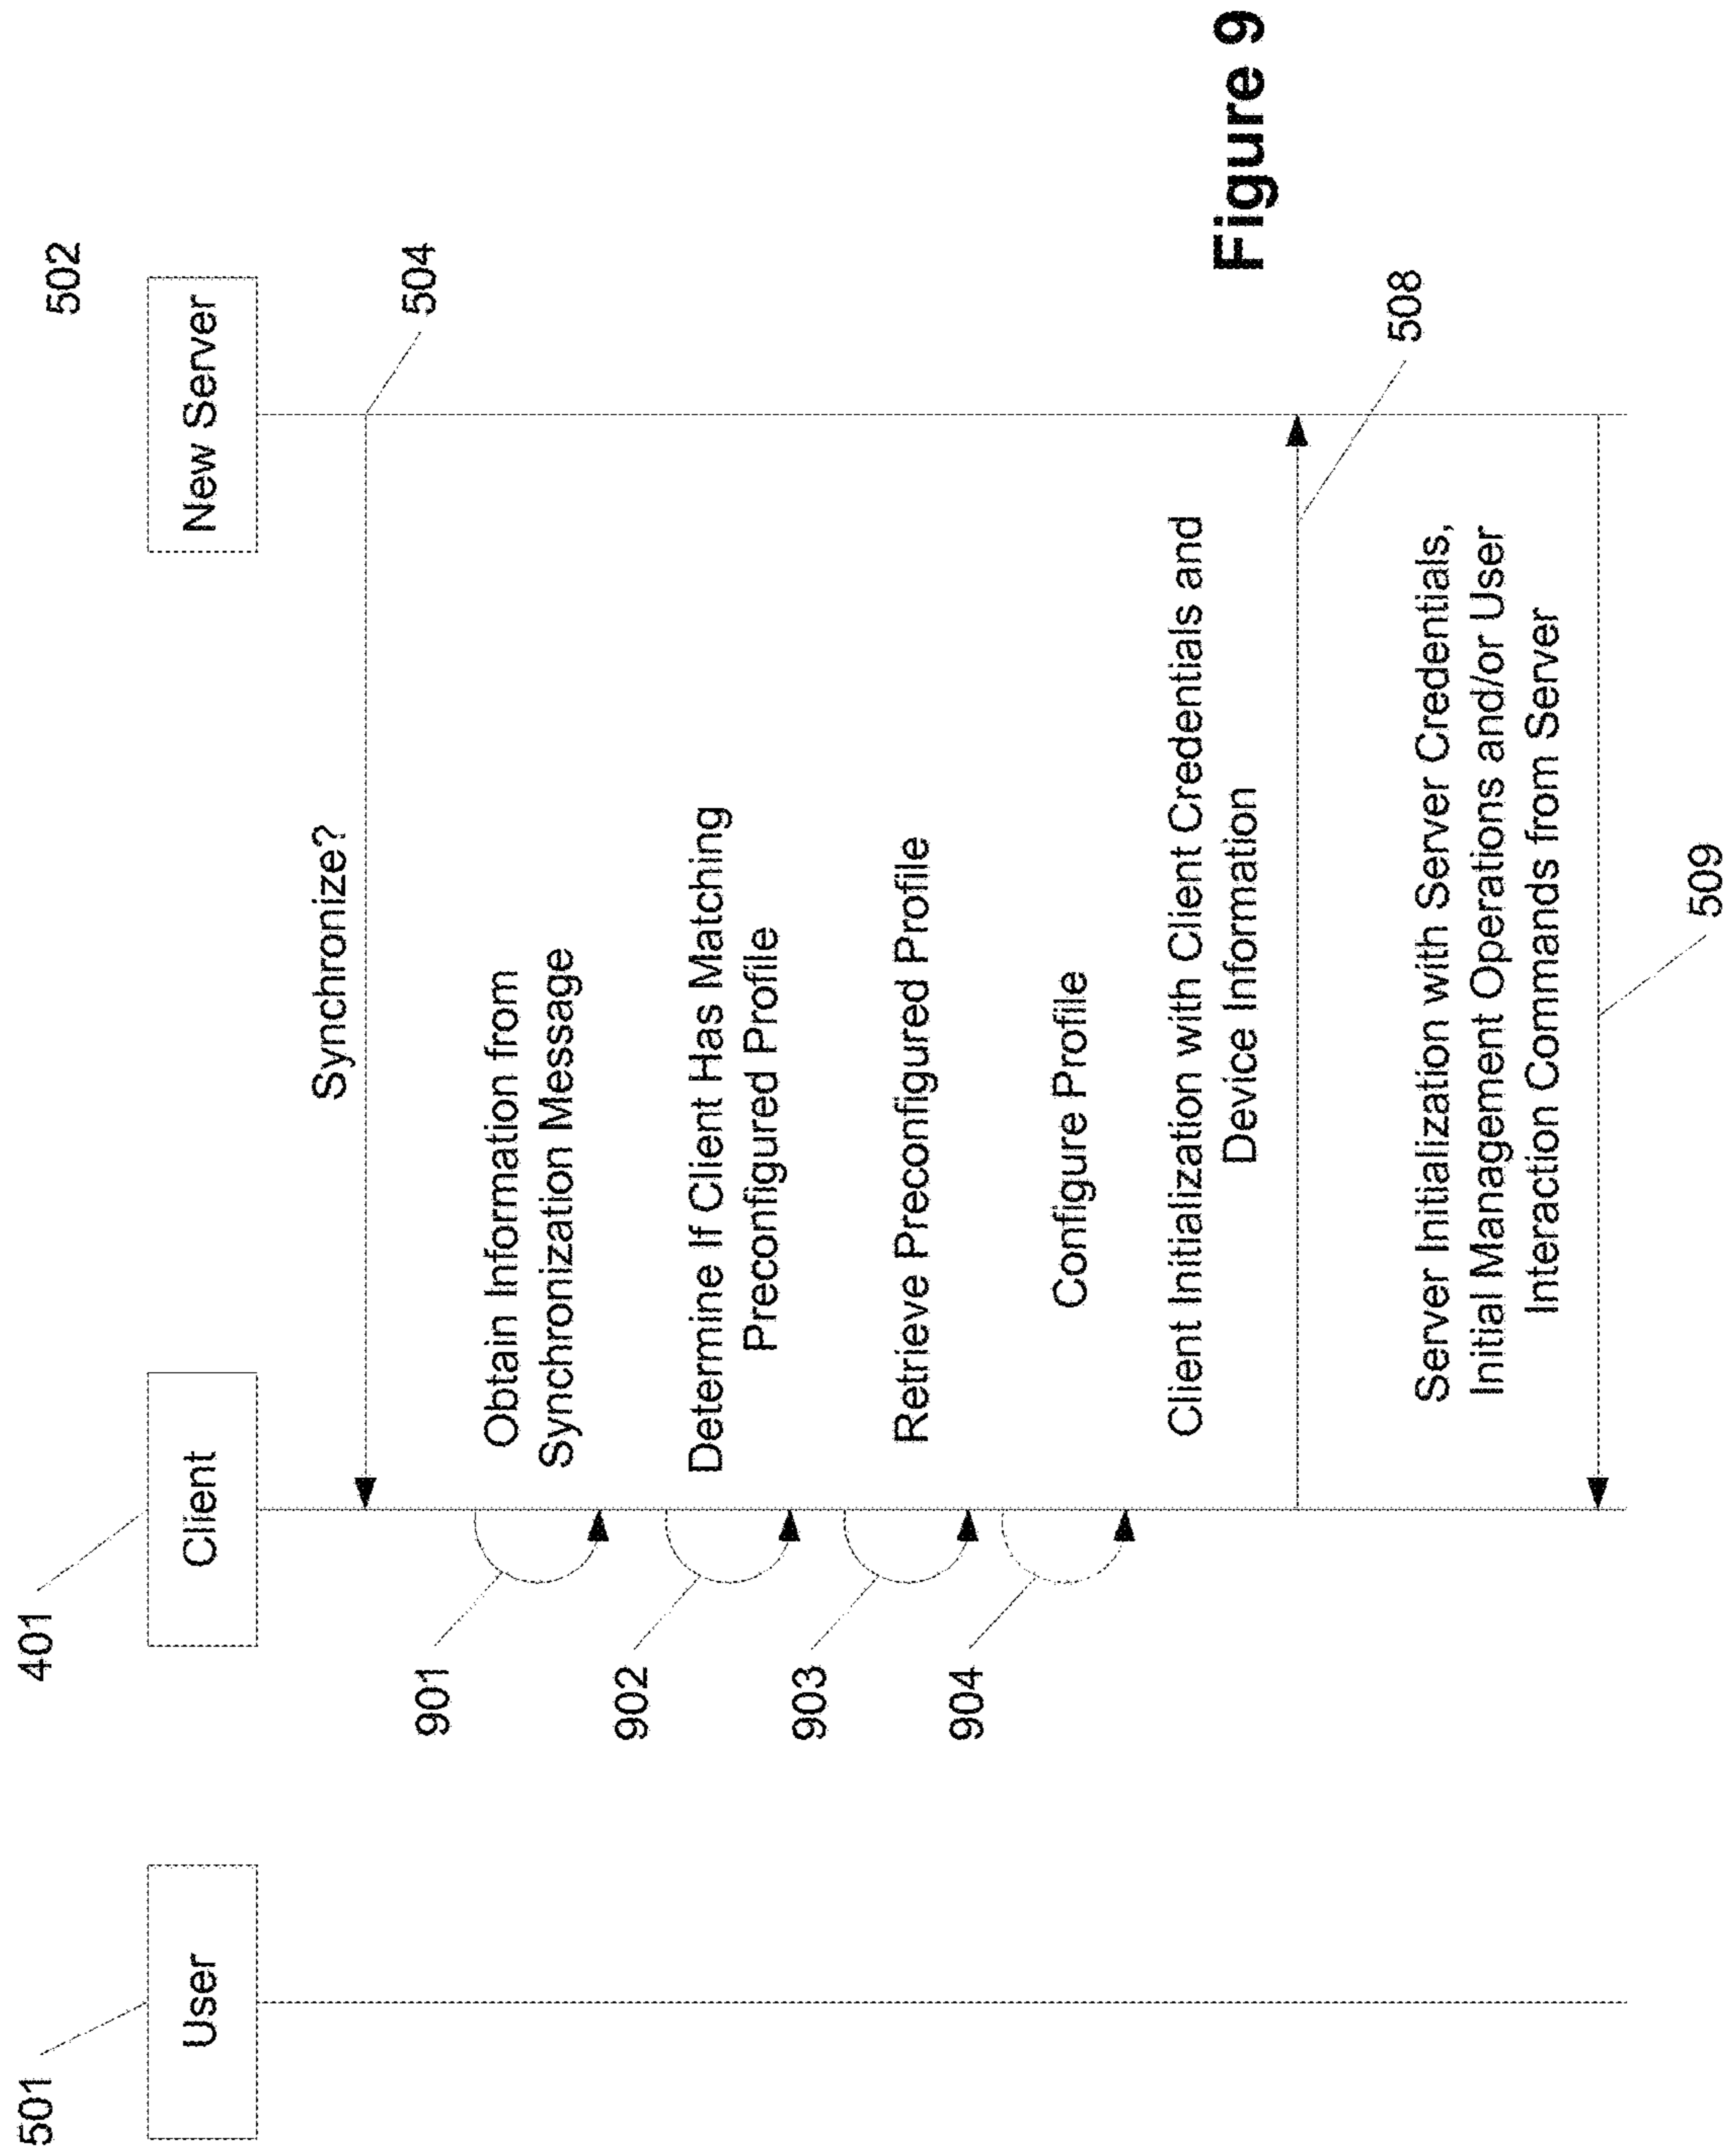 501
401
502
User
Client
New Server
Synchronize?
504
901
Obtain Information from
Synchronization Message
902
Determine If Client Has Matching
Preconfigured Profile
903
Retrieve Preconfigured Profile
904
Configure Profile
Client Initialization with Client Credentials and
Device Information
508
Server Initialization with Server Credentials,
Initial Management Operations and/or User
Interaction Commands from Server
509
Figure 9